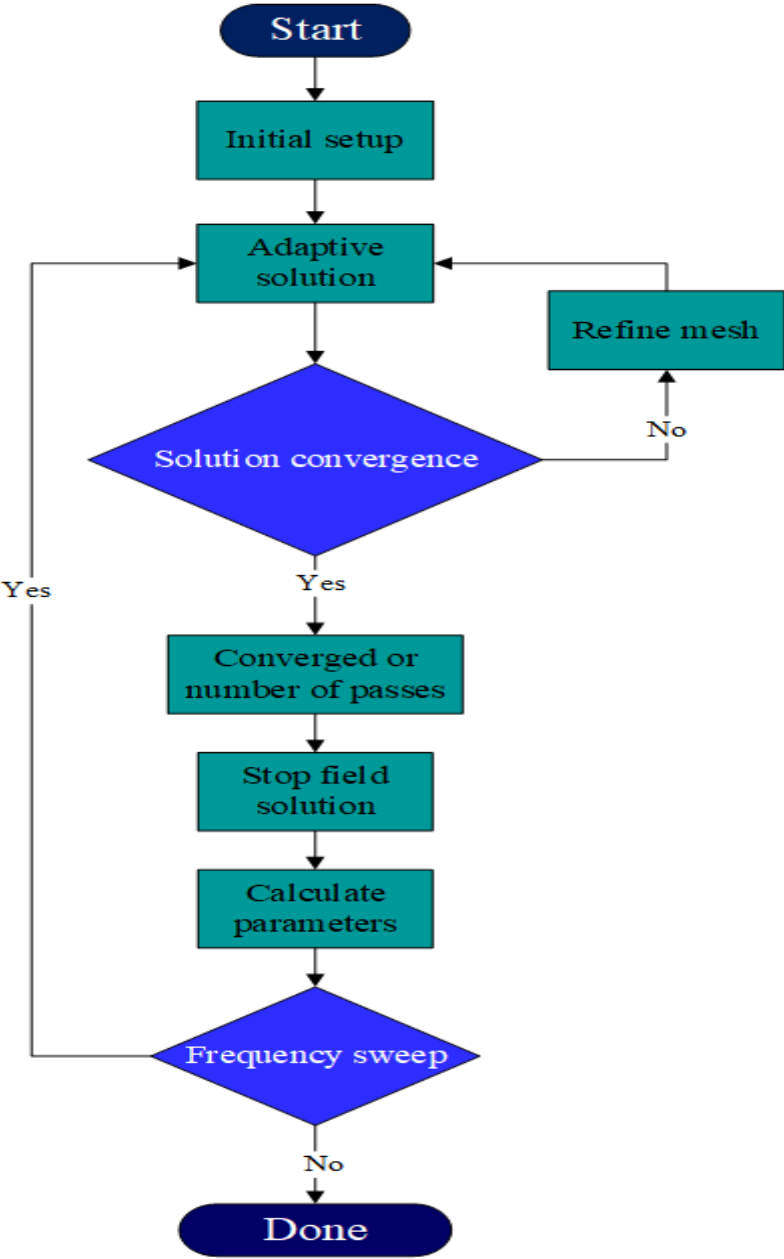 Start
Initial setup
Adaptive
solution
Refine mesh
No
Solution convergence
Yes
Yes
Converged or
number of passes
Stop field
solution
Calculate
parameters
Frequency sweep
No
Done